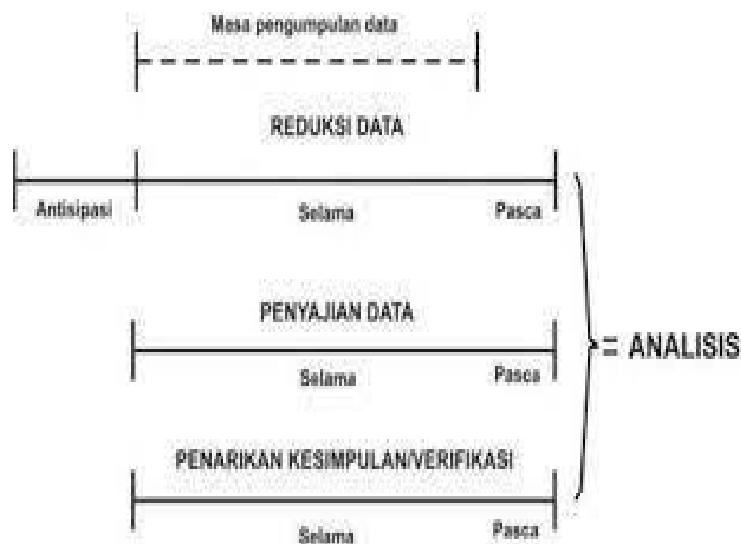 Masa pengumpulan data
REDUKSI DATA
Antisipasi Selama Pasca
PENYAJIAN DATA
Selama Pasca
= ANALISIS
PENARIKAN KESIMPULAN/VERIFIKASI
Selama Pasca